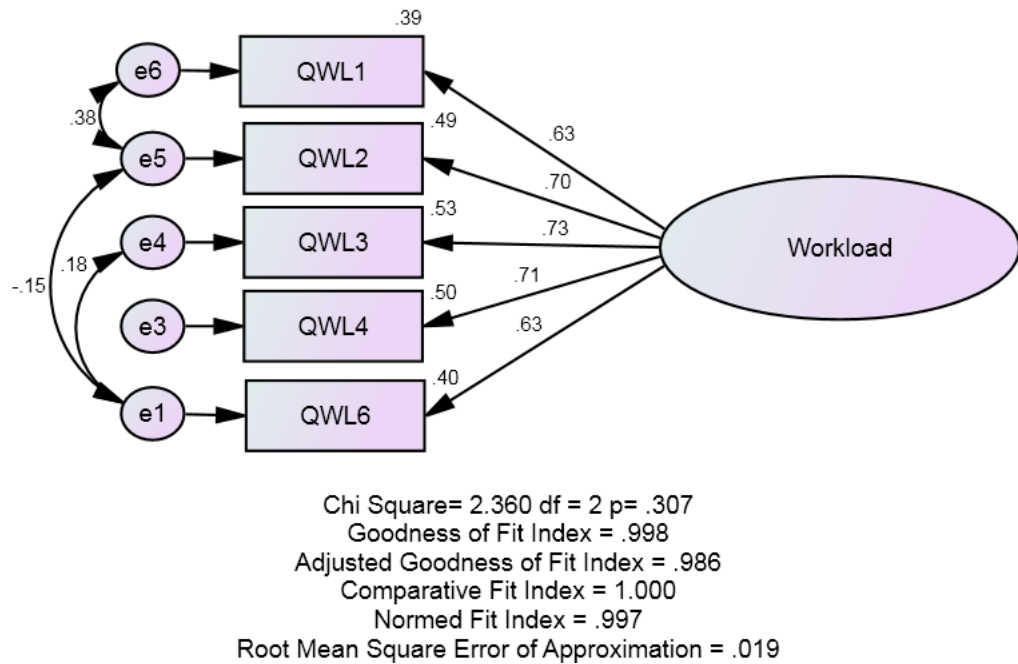 .39
e6
QWL1
.38
.63
.49
e5
QWL2
.70
.53
.73
e4
QWL3
Workload
-.15
.18
.71
.50
e3
QWL4
.63
.40
e1
QWL6
Chi Square= 2.360 df = 2 p= .307
Goodness of Fit Index = .998
Adjusted Goodness of Fit Index = .986
Comparative Fit Index = 1.000
Normed Fit Index = .997
Root Mean Square Error of Approximation = .019